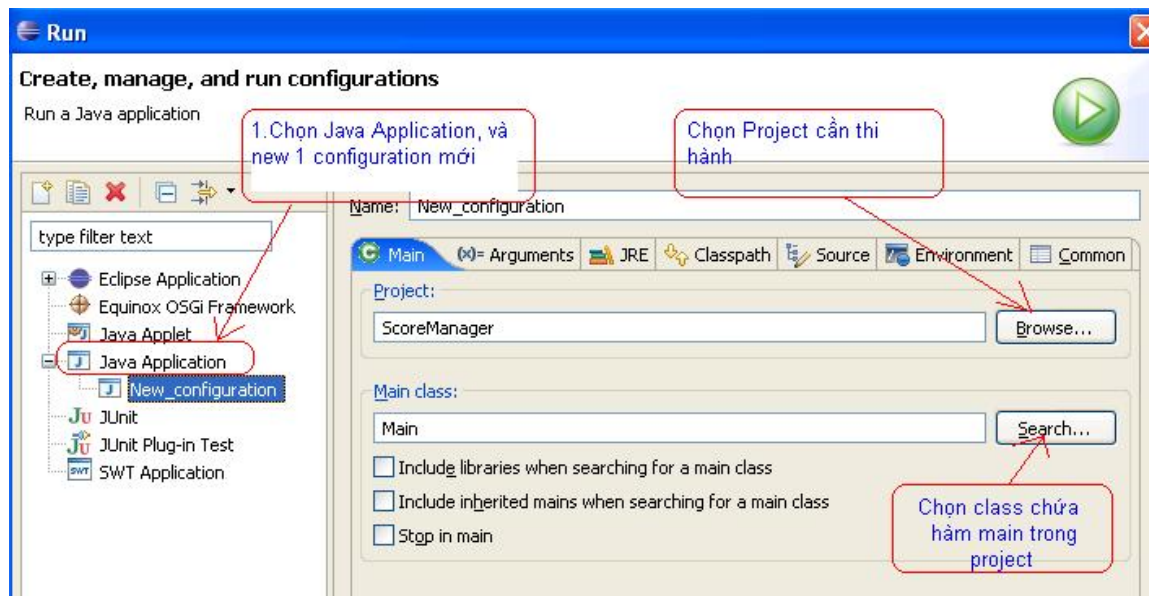 Run
Create, manage, and run configurations
Run a Java application
1.Chọn Java Application, và
new 1 configuration mới
Chọn Project cần thi
hành
type filter text
Eclipse Application
Equinox OSGi Framework
Java Applet
Java Application
New_configuration
JUnit
JUnit Plug-in Test
SWT Application
Name: New_configuration
Main (x)= Arguments JRE Classpath Source Environment Common
Project:
ScoreManager Browse...
Main class:
Main Search...
Include libraries when searching for a main class
Include inherited mains when searching for a main class
Stop in main
Chọn class chứa
hàm main trong
project